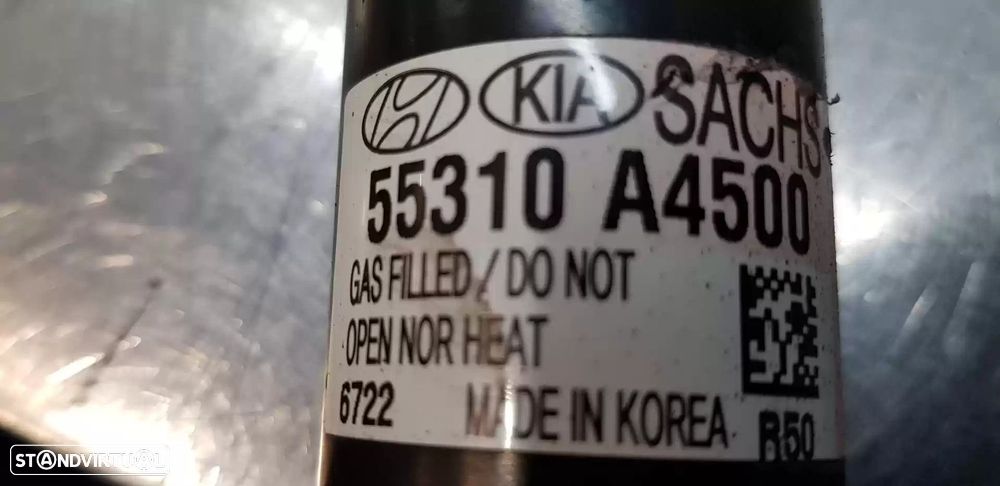 KIA SACHS
55310 A4500
GAS FILLED / DO NOT
OPEN NOR HEAT
6722 MADE IN KOREA R50
STANDVIRTUAL